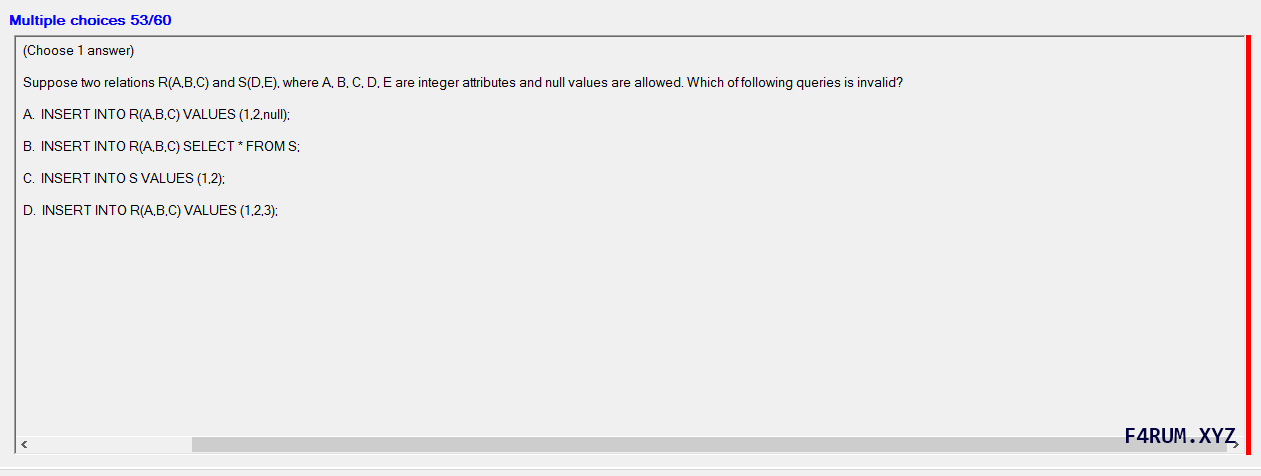 Multiple choices 53/60
(Choose 1 answer)
Suppose two relations R(A,B,C) and S(D,E), where A, B, C, D, E are integer attributes and null values are allowed. Which of following queries is invalid?
A. INSERT INTO R(A,B,C) VALUES (1,2,null);
B. INSERT INTO R(A,B,C) SELECT * FROM S;
C. INSERT INTO S VALUES (1,2);
D. INSERT INTO R(A,B,C) VALUES (1,2,3);
F4RUM.XYZ